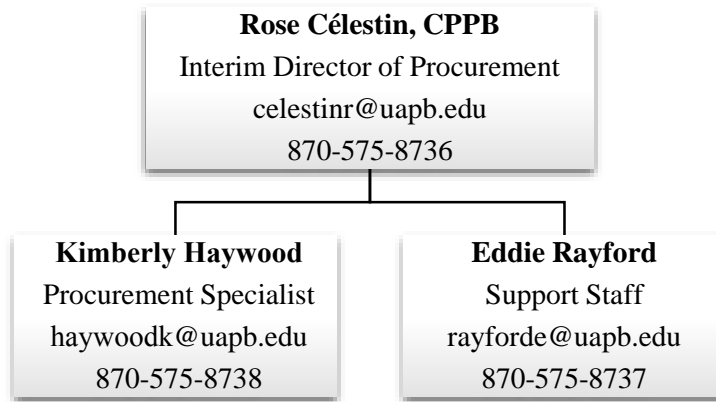 Rose Célestin, CPPB
Interim Director of Procurement
celestinr@uapb.edu
870-575-8736
Kimberly Haywood
Procurement Specialist
haywoodk@uapb.edu
870-575-8738
Eddie Rayford
Support Staff
rayforde@uapb.edu
870-575-8737